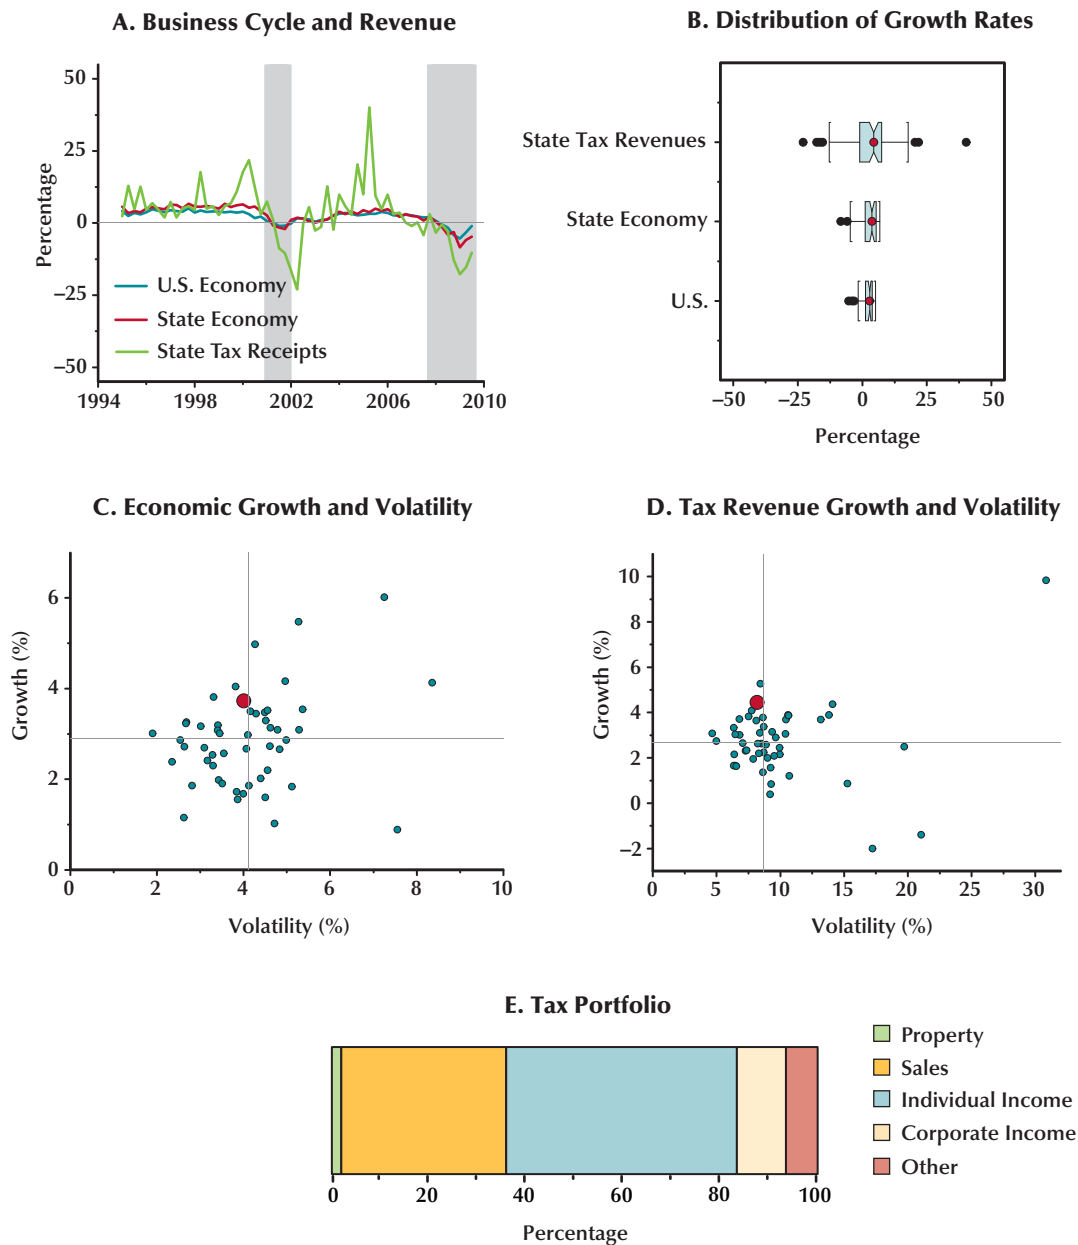 A. Business Cycle and Revenue
50
25
0
−25
−50
Percentage
U.S. Economy
State Economy
State Tax Receipts
1994 1998 2002 2006 2010
B. Distribution of Growth Rates
State Tax Revenues
State Economy
U.S.
−50 −25 0 25 50
Percentage
C. Economic Growth and Volatility
6
4
2
0
Growth (%)
0 2 4 6 8 10
Volatility (%)
D. Tax Revenue Growth and Volatility
10
8
6
4
2
0
−2
Growth (%)
0 5 10 15 20 25 30
Volatility (%)
E. Tax Portfolio
0 20 40 60 80 100
Percentage
Property
Sales
Individual Income
Corporate Income
Other